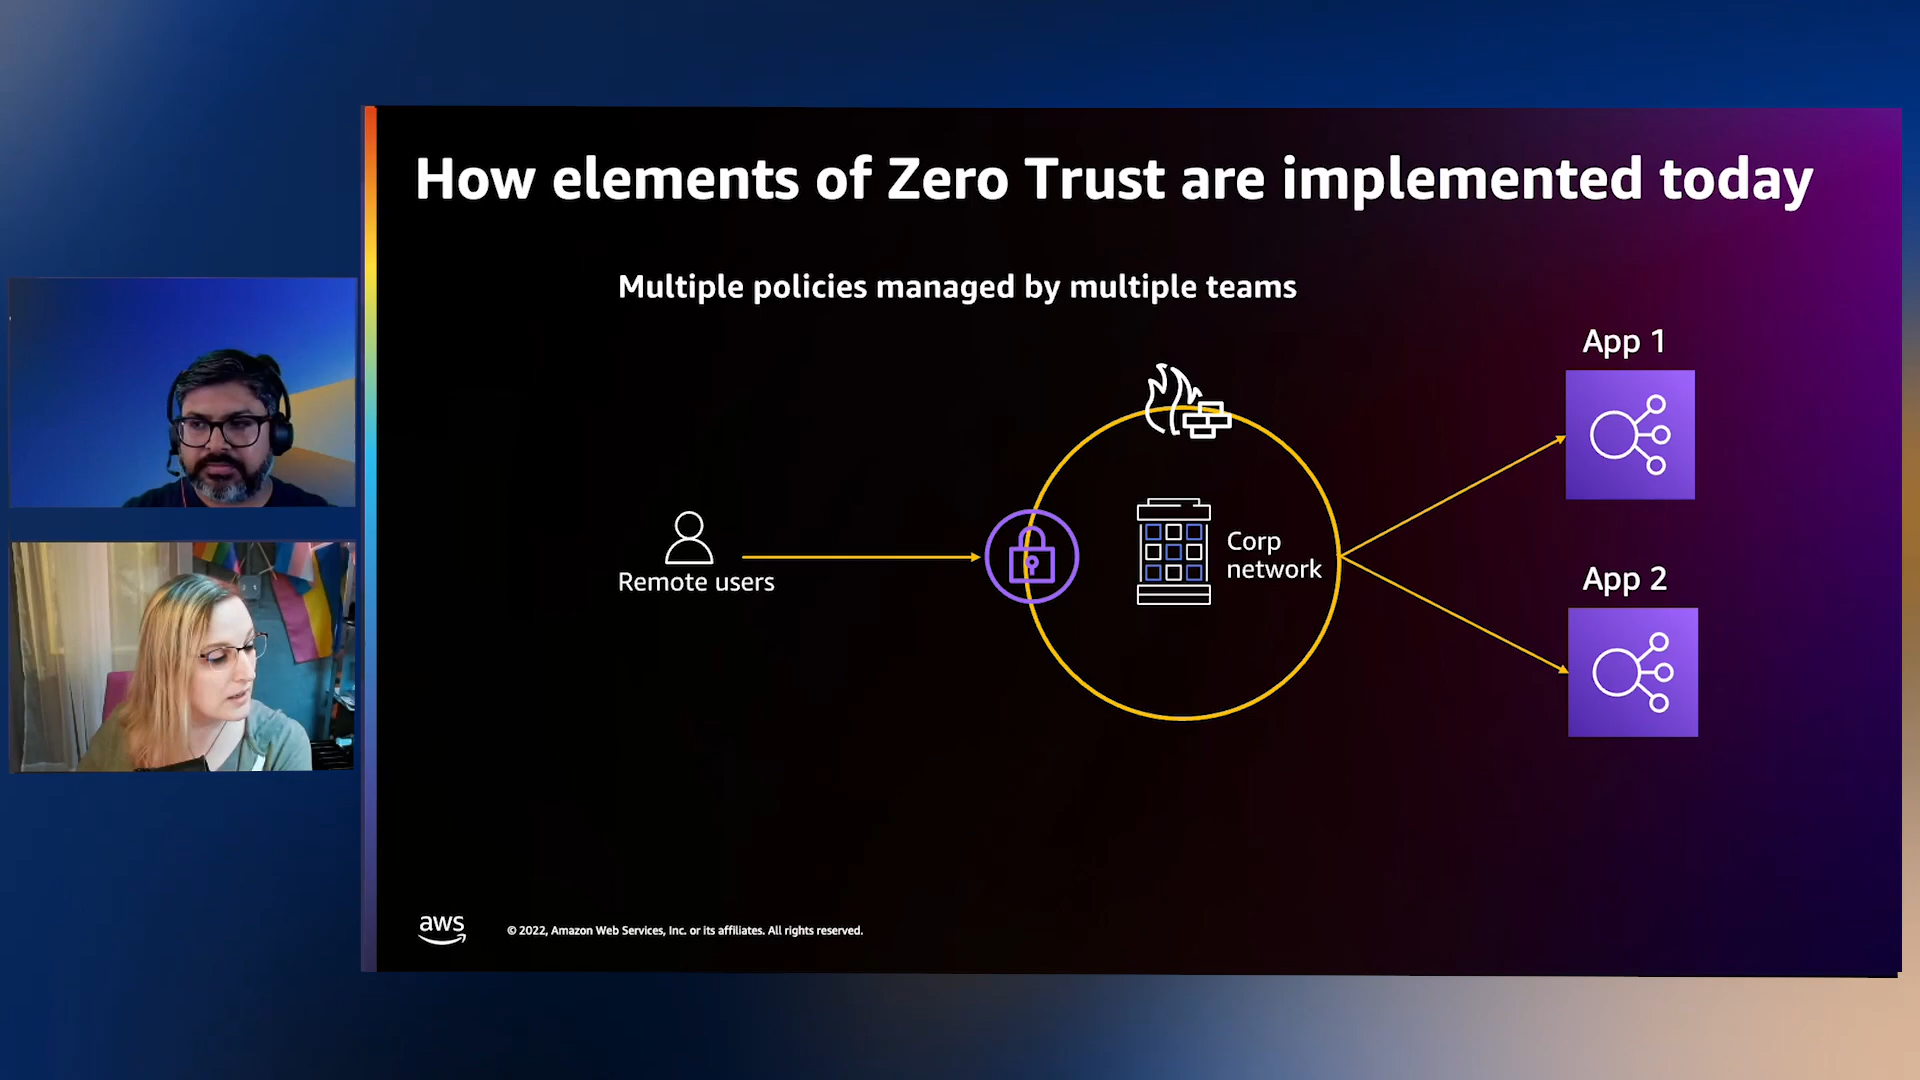 How elements of Zero Trust are implemented today
Multiple policies managed by multiple teams
App 1
Remote users
Corp
network
App 2
aws
© 2022, Amazon Web Services, Inc. or its affiliates. All rights reserved.